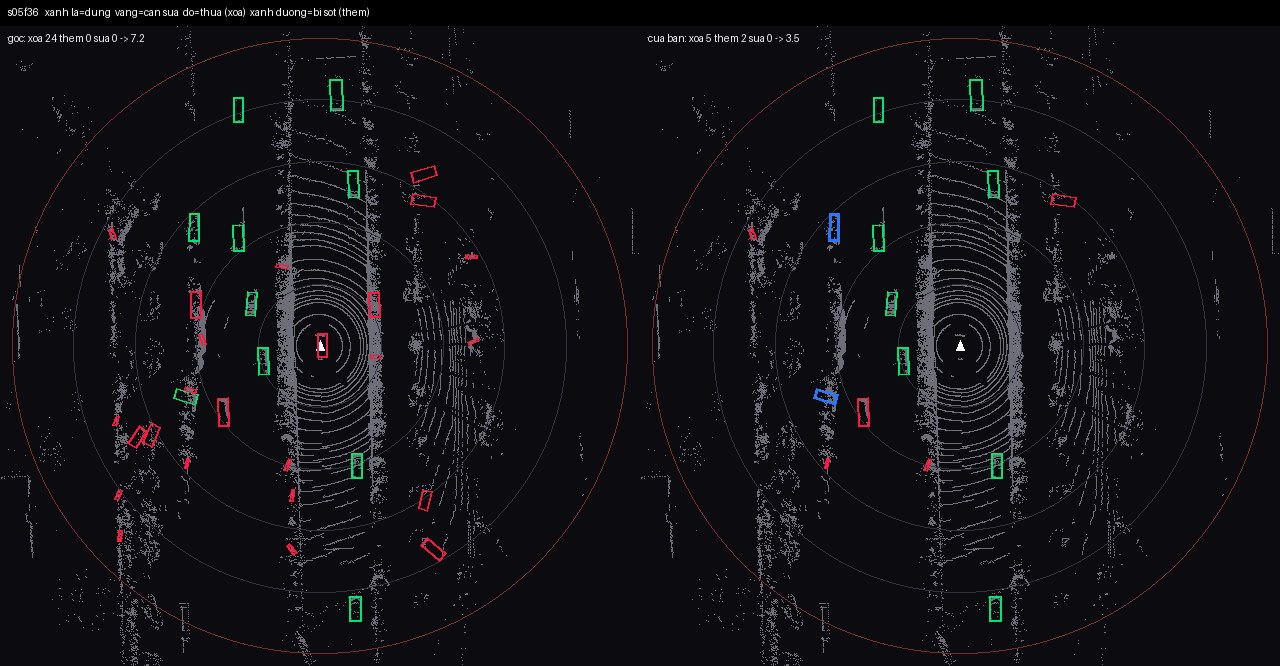 s05f36 xanh la=dung vang=can sua do=thua (xoa) xanh duong=bi sot (them)
goc: xoa 24 them 0 sua 0 -> 7.2
cua ban: xoa 5 them 2 sua 0 -> 3.5